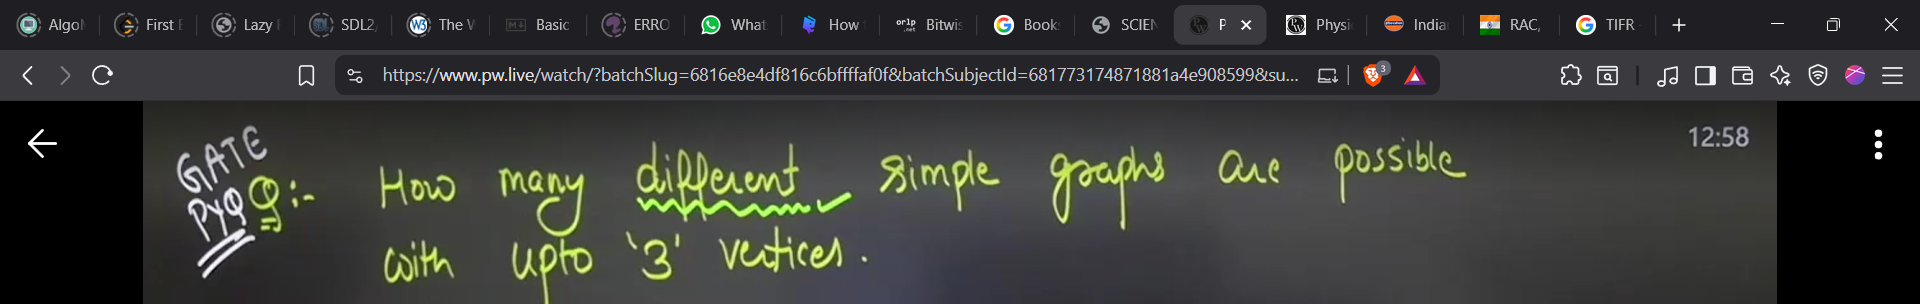 Algo
First
Lazy
SDL2
The
Basic
ERRO
What
How
Bitwis
Book
SCIEN
P
Physi
India
RAC,
TIFR
https://www.pw.live/watch/?batchSlug=6816e8e4df816c6bffffaf0f&batchSubjectId=681773174871881a4e908599&su...
3
12:58
GATE
PYQ Q:- How many different simple graphs are possible
with upto '3' vertices.